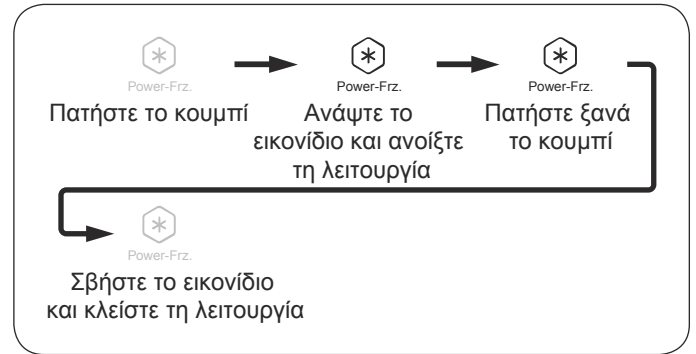 Power-Frz.
Πατήστε το κουμπί
Power-Frz.
Ανάψτε το
εικονίδιο και ανοίξτε
τη λειτουργία
Power-Frz.
Πατήστε ξανά
το κουμπί
Power-Frz.
Σβήστε το εικονίδιο
και κλείστε τη λειτουργία